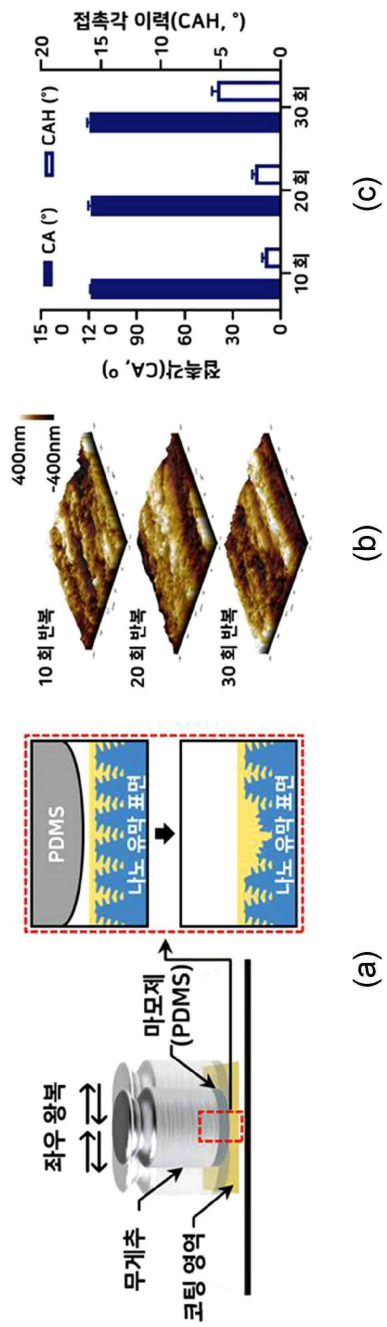 좌우 왕복
무게추
코팅 영역
마모제
(PDMS)
PDMS
나노 유막 표면
나노 유막 표면
(a)
400nm
-400nm
10 회 반복
20 회 반복
30 회 반복
(b)
CA (°)
CAH (°)
접촉각(CA, º)
15
0
12
0
90
60
30
0
접촉각 이력(CAH, °)
20
15
10
5
0
10 회
20 회
30 회
(c)